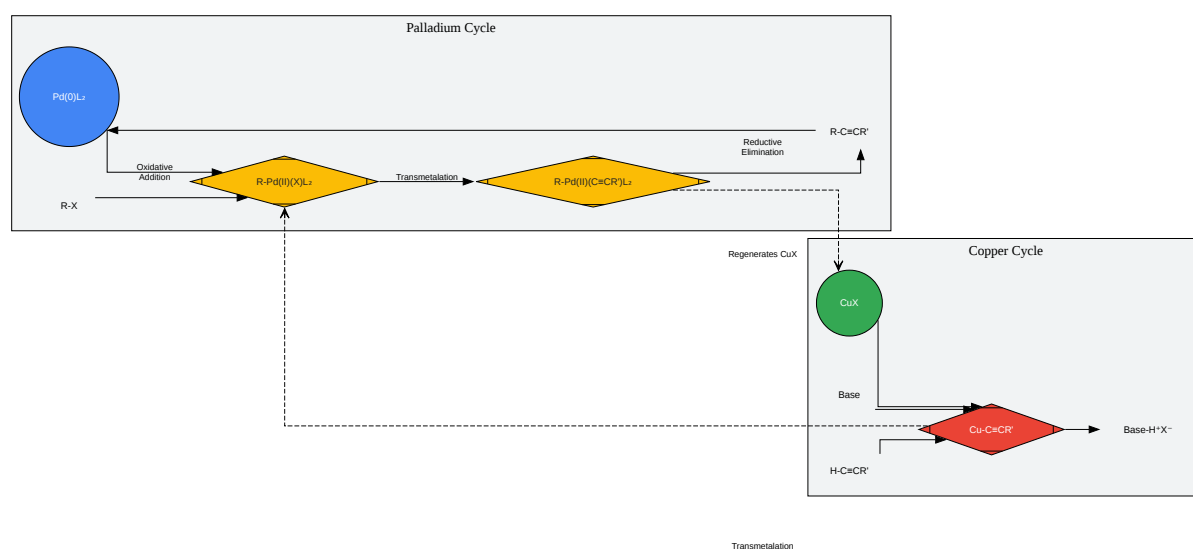 Palladium Cycle
Pd(0)L₂
R-C≡CR'
Reductive
Elimination
Oxidative
Addition
R-Pd(II)(X)L₂
Transmetalation
R-Pd(II)(C≡CR')L₂
R-X
Regenerates CuX
Copper Cycle
CuX
Base
Cu-C≡CR'
Base-H⁺X⁻
H-C≡CR'
Transmetalation